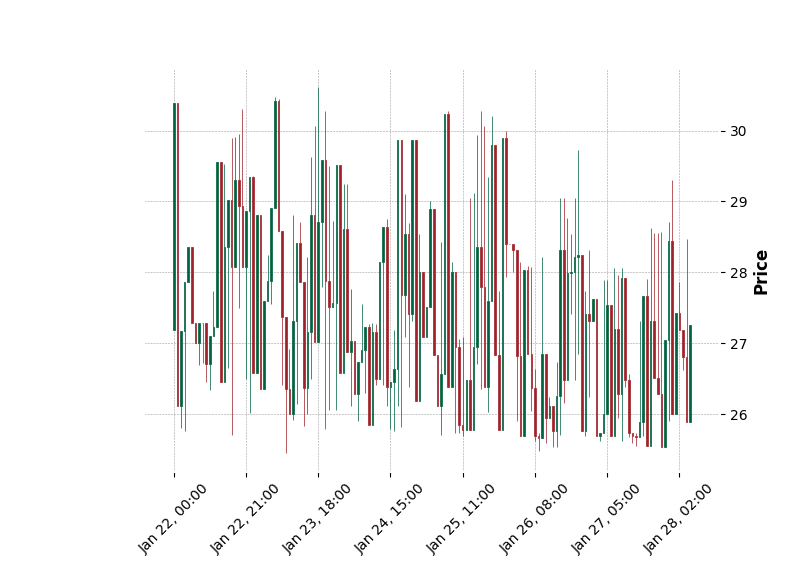 30
29
28
27
26
Price
Jan 22, 00:00
Jan 22, 21:00
Jan 23, 18:00
Jan 24, 15:00
Jan 25, 11:00
Jan 26, 08:00
Jan 27, 05:00
Jan 28, 02:00